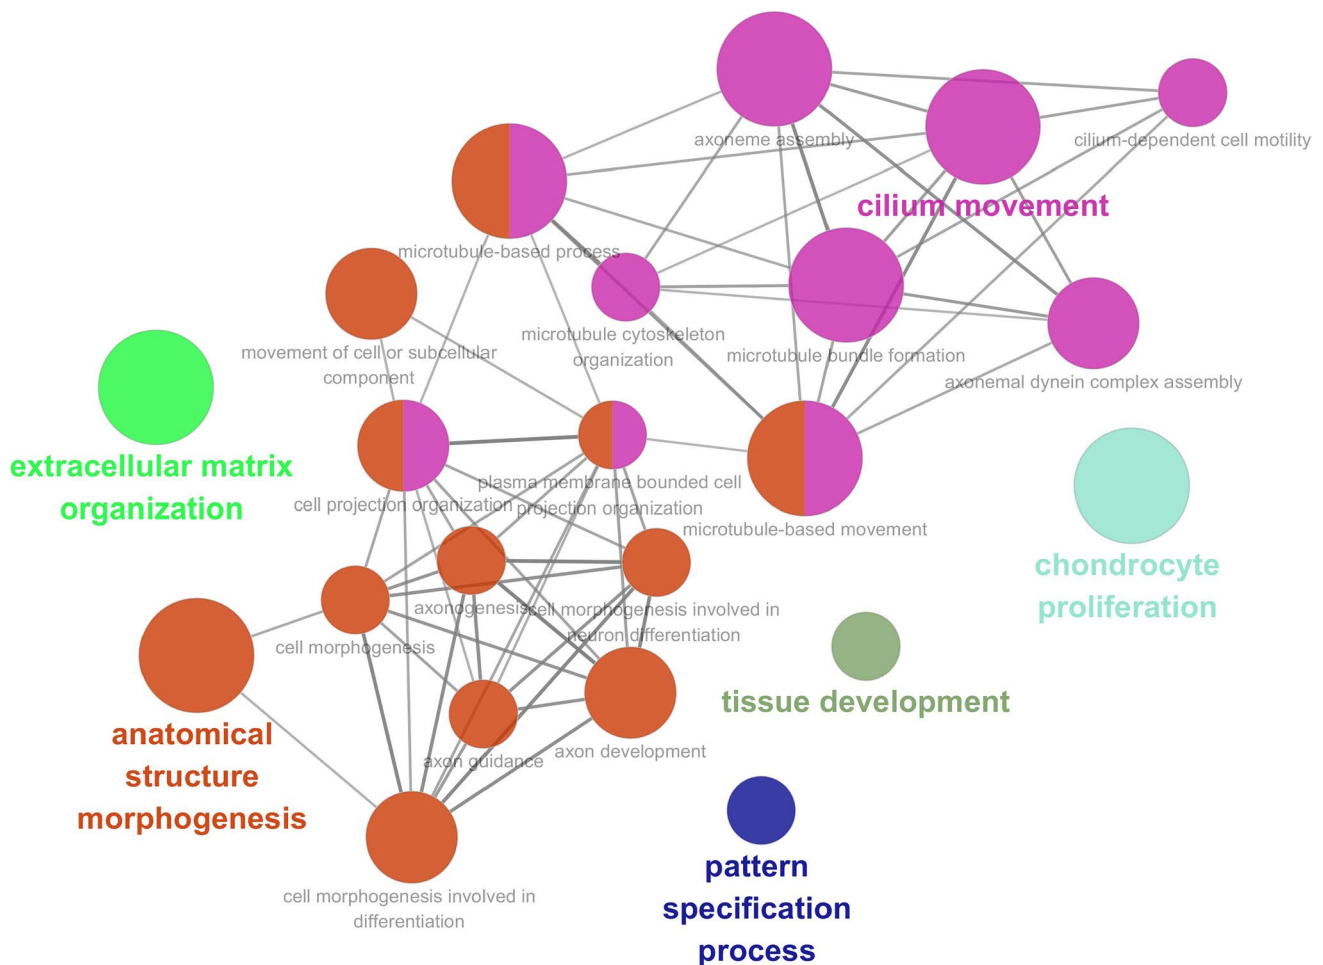 axoneme assembly
cilium-dependent cell motility
cilium movement
microtubule-based process
microtubule cytoskeleton
organization
movement of cell or subcellular
component
microtubule bundle formation
axonemal dynein complex assembly
extracellular matrix
organization
plasma membrane bounded cell
projection organization
cell projection organization
microtubule-based movement
chondrocyte
proliferation
axonogenesis
cell morphogenesis involved in
neuron differentiation
cell morphogenesis
tissue development
anatomical
structure
morphogenesis
axon guidance
axon development
pattern
specification
process
cell morphogenesis involved in
differentiation